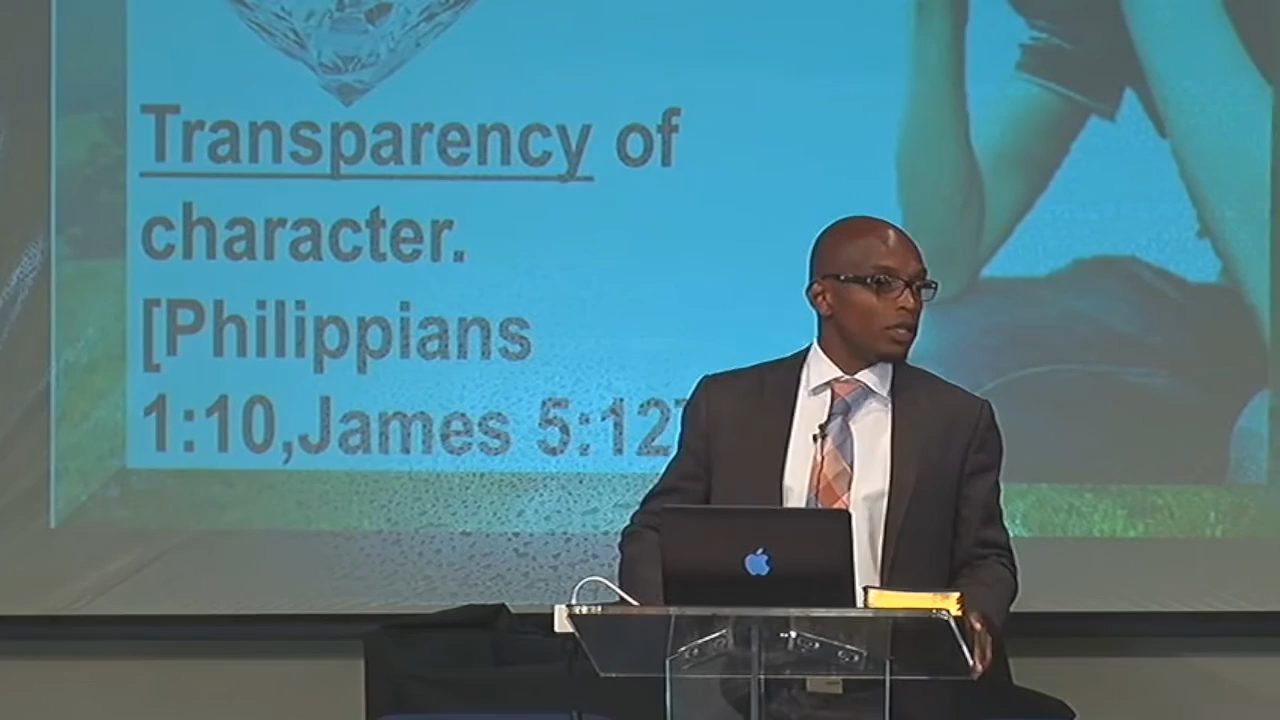 Transparency of
character.
[Philippians
1:10,James 5:12